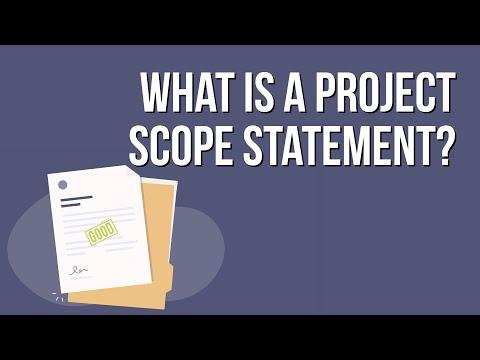 WHAT IS A PROJECT
SCOPE STATEMENT?
GOOD